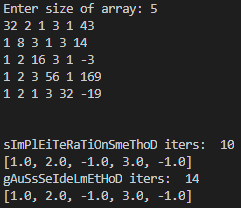 Enter size of array: 5
32 2 1 3 1 43
1 8 3 1 3 14
1 2 16 3 1 -3
1 2 3 56 1 169
1 2 1 3 32 -19
sImPlEiTeRaTiOnSmeThoD iters:  10
[1.0, 2.0, -1.0, 3.0, -1.0]
gAuSsSeIdeLmEtHoD iters:  14
[1.0, 2.0, -1.0, 3.0, -1.0]